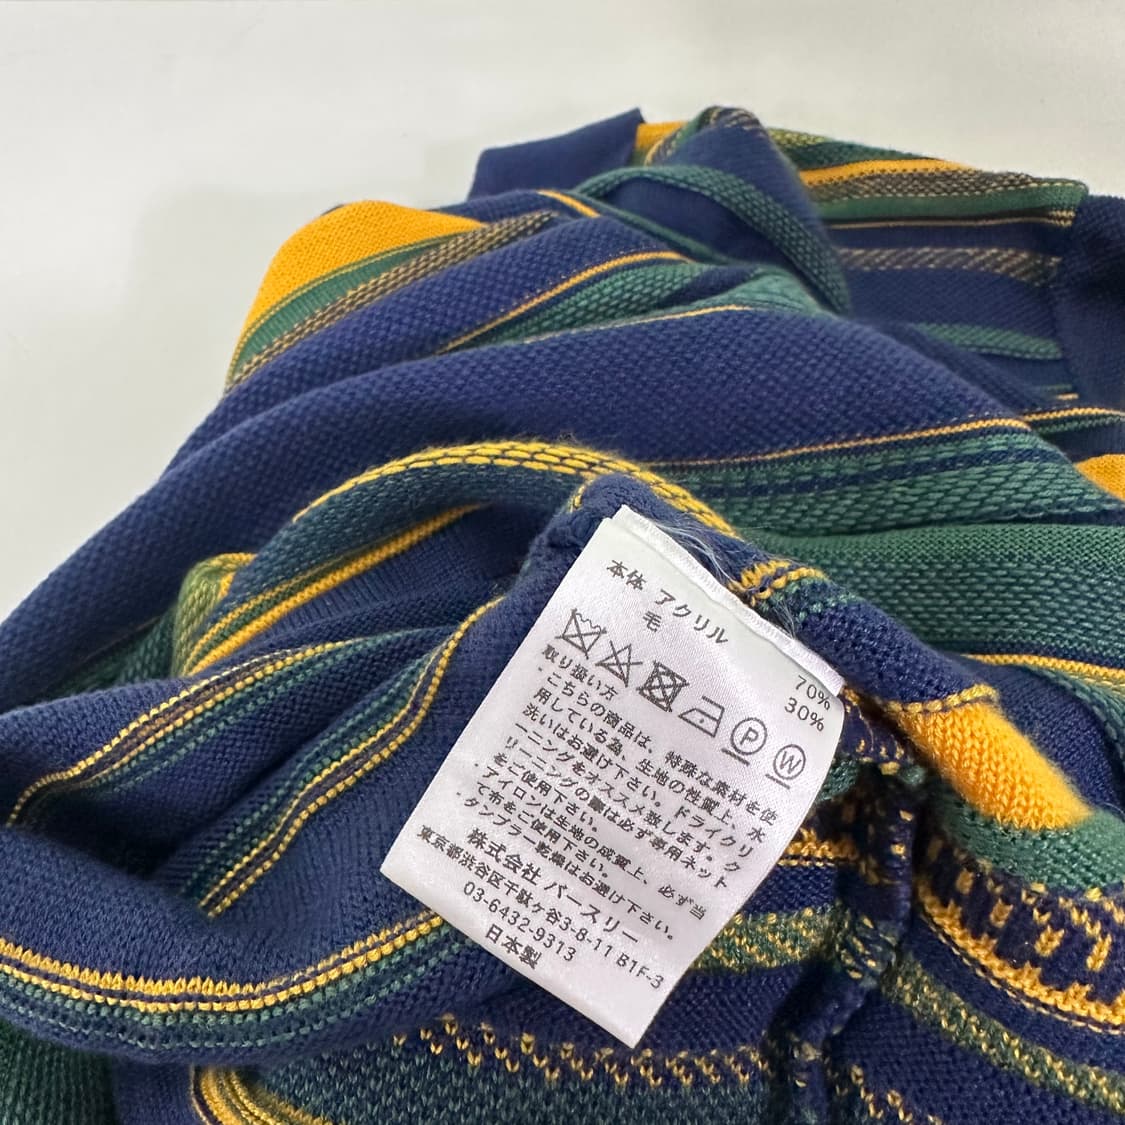 本体 アクリル 70%
毛 30%
P W
取り扱い方
・こちらの商品は、特殊な素材を使
用している為、生地の性質上、水
洗いはお避け下さい。ドライクリ
ーニングをオススメ致します。ク
リーニングの際は必ず専用ネット
をご使用下さい。
アイロンは生地の成質上、必ず当
て布をご使用下さい。
・タンブラー乾燥はお避け下さい。
株式会社 パースリー
東京都渋谷区千駄ヶ谷3-8-11 B1F-3
03-6432-9313
日本製